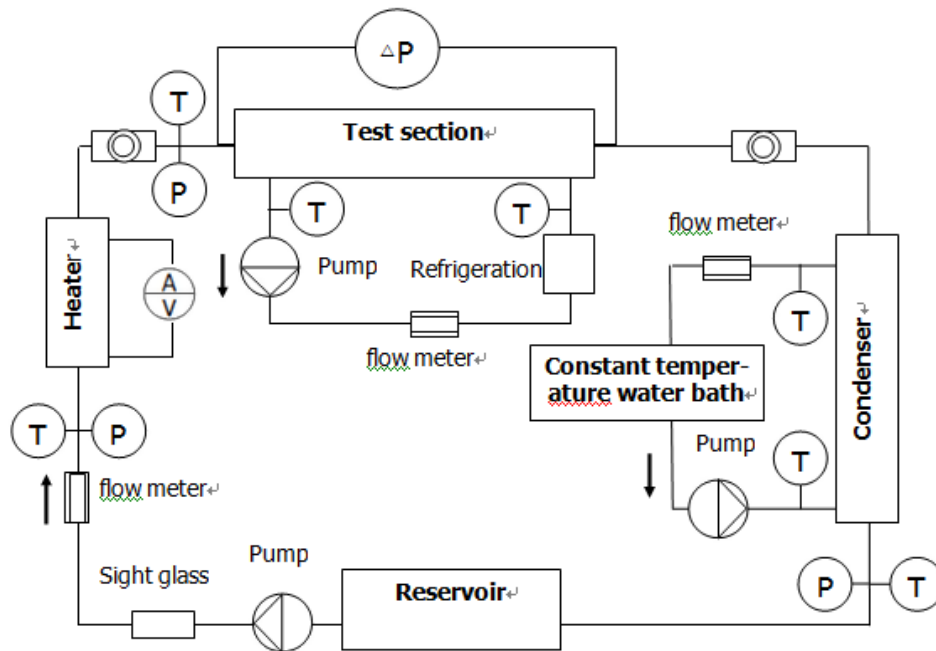 △P
T
Test section↵
P
T
T
flow meter↵
Pump
Refrigeration
Heater↵
A
V
T
Condenser↵
flow meter↵
Constant temper-
ature water bath↵
T
P
Pump
T
flow meter↵
Pump
Sight glass
Reservoir↵
P
T